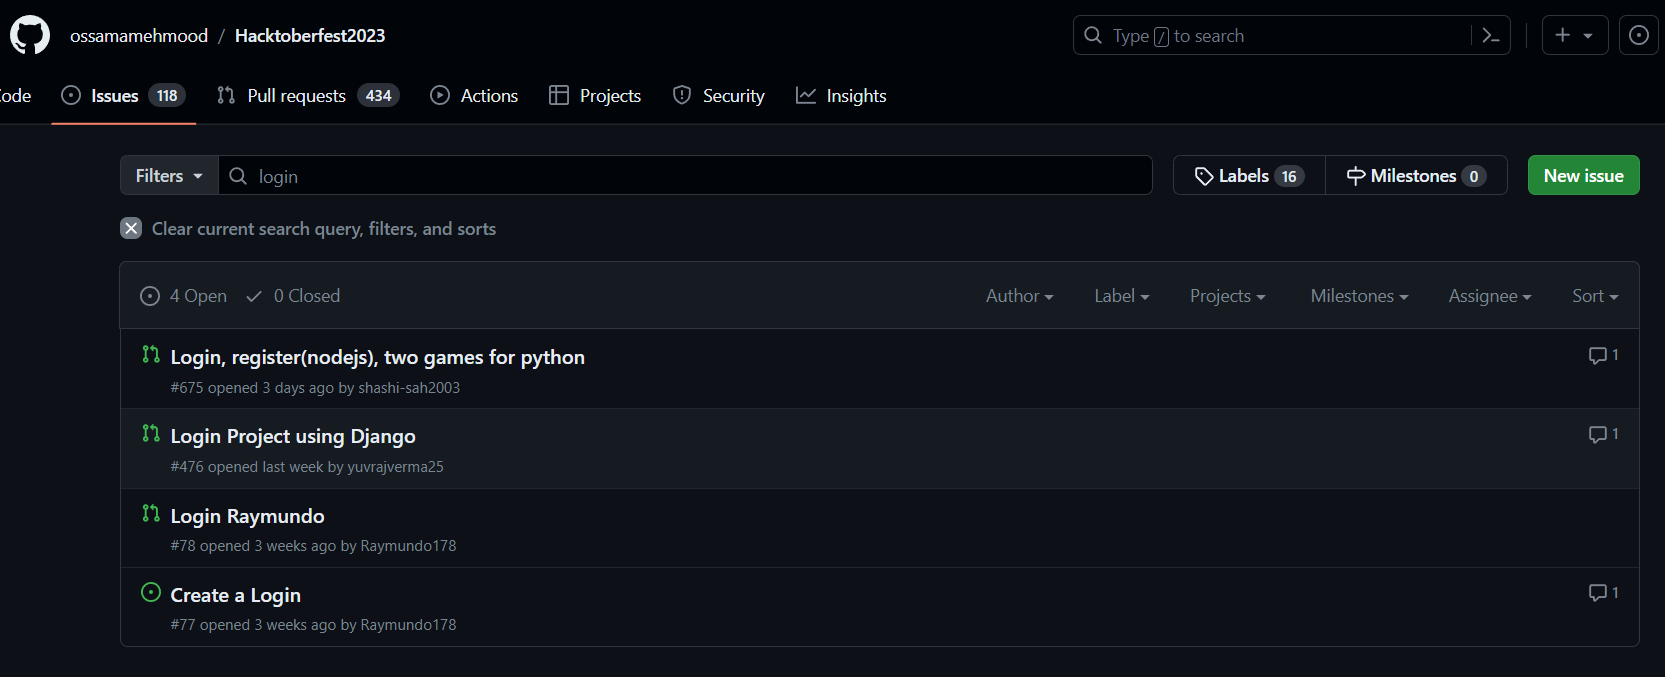 ossamamehmood / Hacktoberfest2023
Type / to search
ode Issues 118 Pull requests 434 Actions Projects Security Insights
Filters login Labels 16 Milestones 0 New issue
Clear current search query, filters, and sorts
4 Open 0 Closed Author Label Projects Milestones Assignee Sort
Login, register(nodejs), two games for python 1
#675 opened 3 days ago by shashi-sah2003
Login Project using Django 1
#476 opened last week by yuvrajverma25
Login Raymundo
#78 opened 3 weeks ago by Raymundo178
Create a Login 1
#77 opened 3 weeks ago by Raymundo178